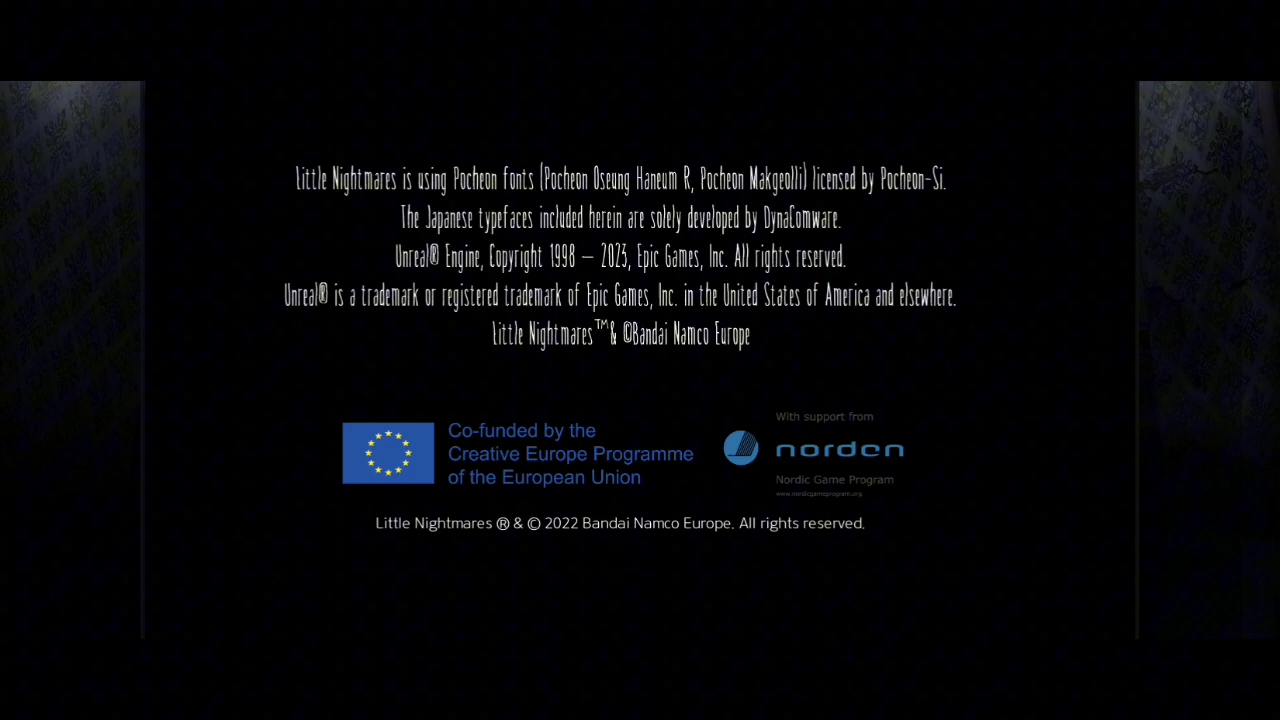 Little Nightmares is using Pocheon fonts (Pocheon Oseung Haneum R, Pocheon Makgeolli) licensed by Pocheon-Si.
The Japanese typefaces included herein are solely developed by DynaComware.
Unreal® Engine, Copyright 1998 – 2023, Epic Games, Inc. All rights reserved.
Unreal® is a trademark or registered trademark of Epic Games, Inc. in the United States of America and elsewhere.
Little Nightmares™& ©Bandai Namco Europe
Co-funded by the
Creative Europe Programme
of the European Union
With support from
norden
Nordic Game Program
www.nordicgameprogram.org
Little Nightmares ® & © 2022 Bandai Namco Europe. All rights reserved.